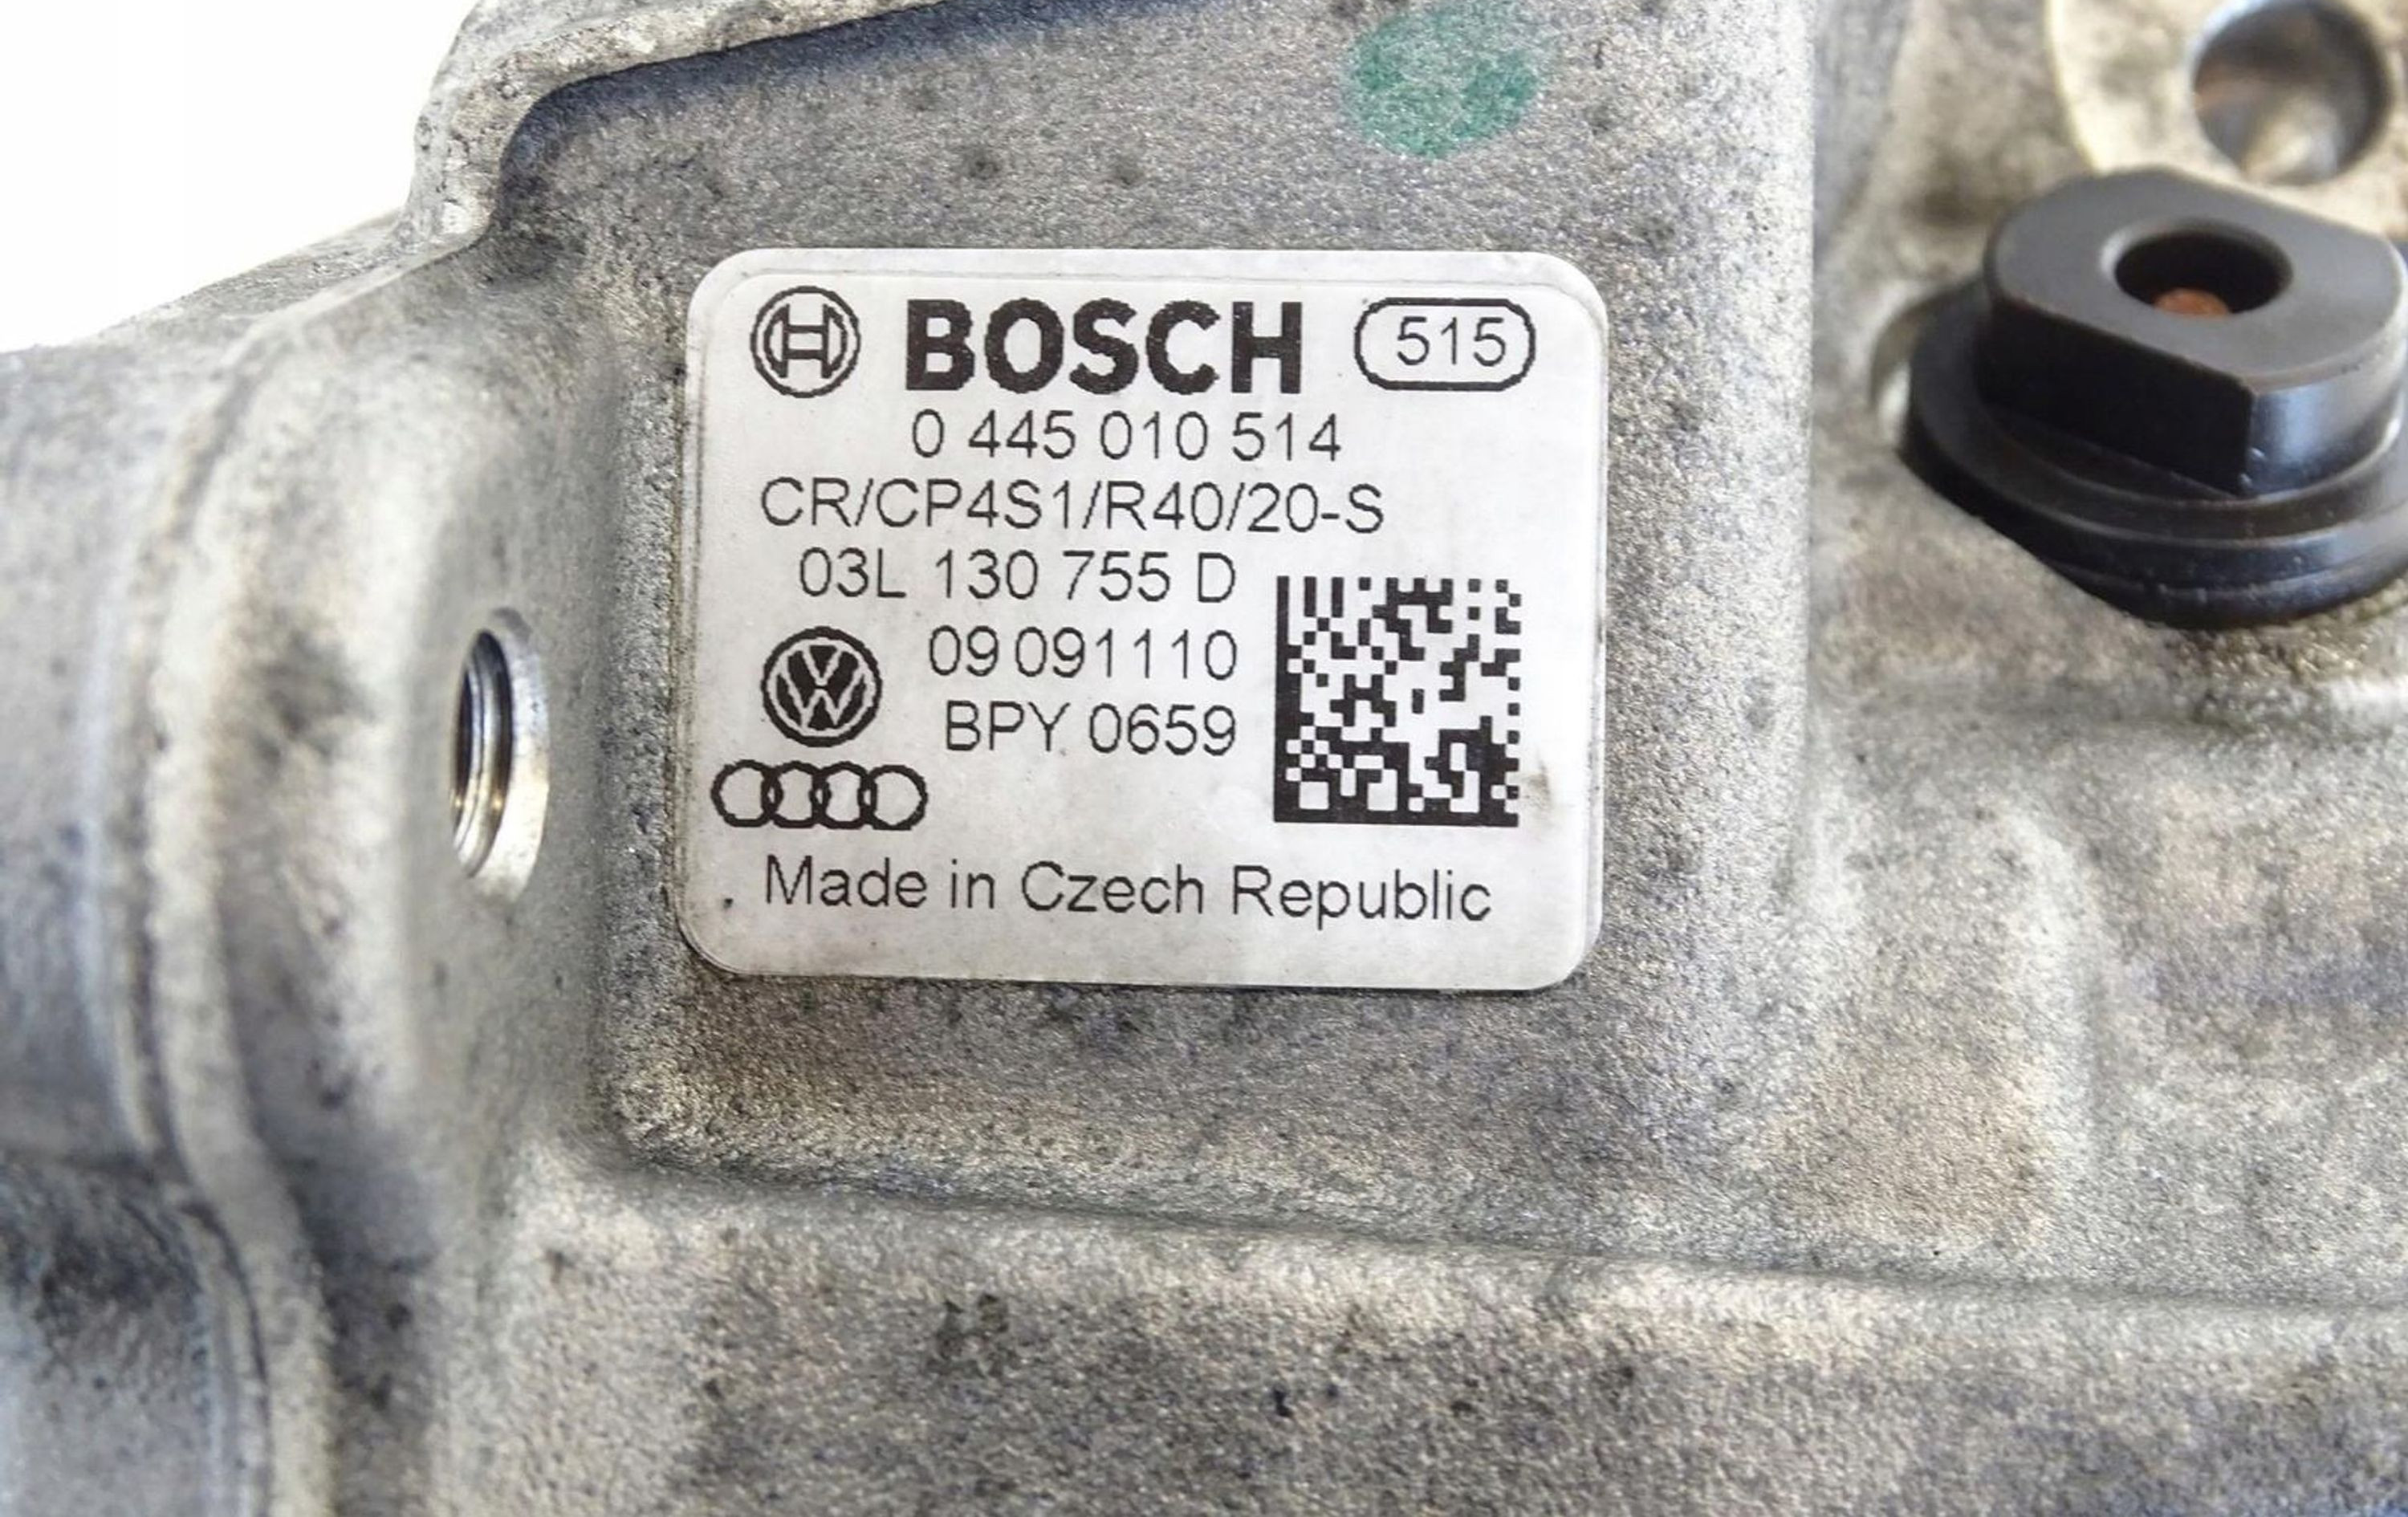 BOSCH 515
0 445 010 514
CR/CP4S1/R40/20-S
03L 130 755 D
09 091110
BPY 0659
Made in Czech Republic